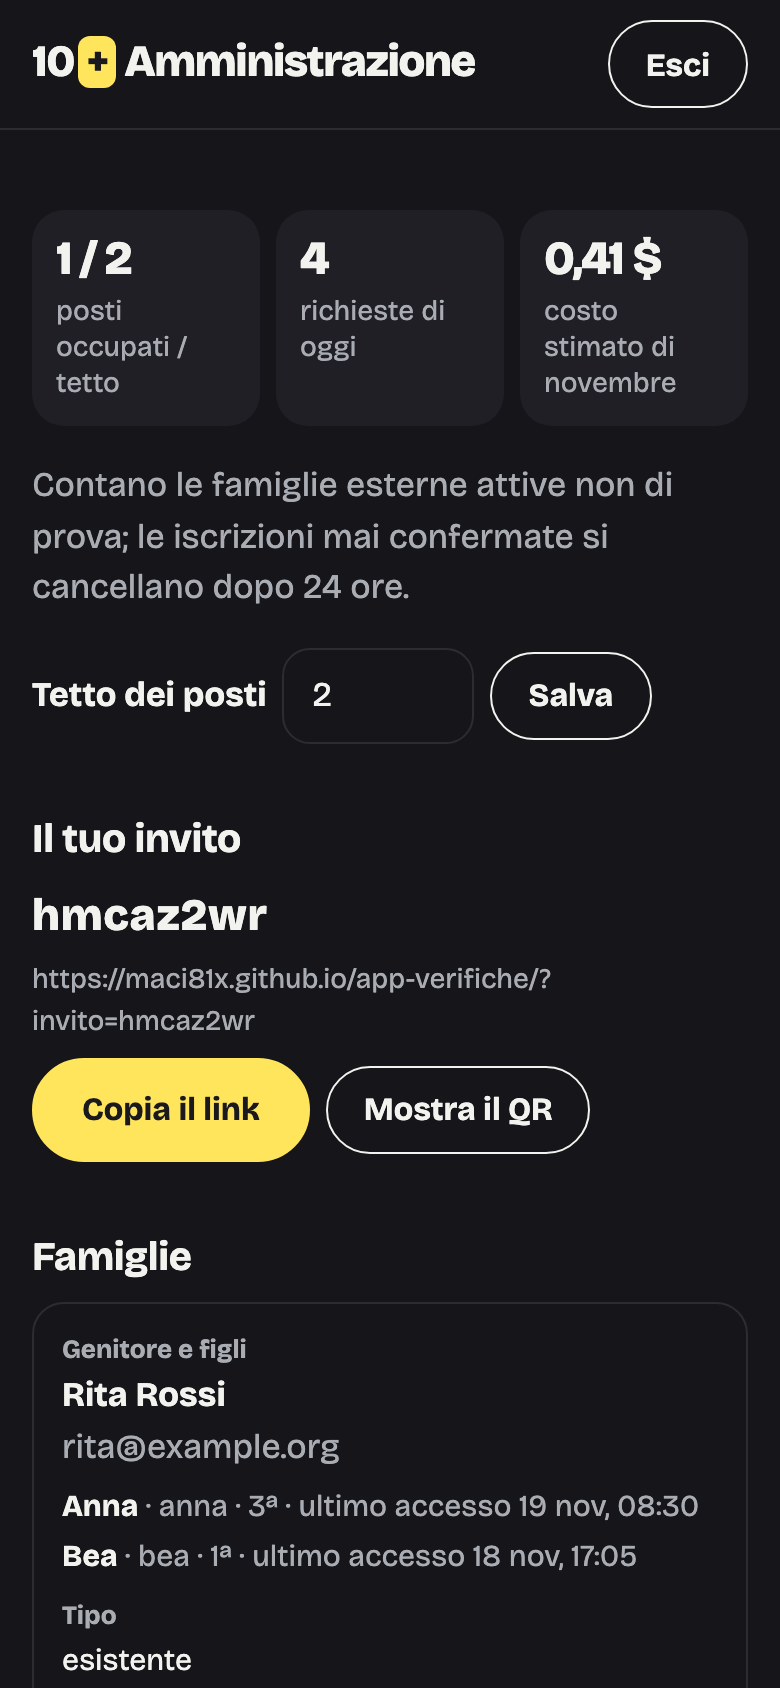 10+ Amministrazione
Esci
1 / 2
posti
occupati /
tetto
4
richieste di
oggi
0,41 $
costo
stimato di
novembre
Contano le famiglie esterne attive non di
prova; le iscrizioni mai confermate si
cancellano dopo 24 ore.
Tetto dei posti
2
Salva
Il tuo invito
hmcaz2wr
https://maci81x.github.io/app-verifiche/?
invito=hmcaz2wr
Copia il link
Mostra il QR
Famiglie
Genitore e figli
Rita Rossi
rita@example.org
Anna · anna · 3ª · ultimo accesso 19 nov, 08:30
Bea · bea · 1ª · ultimo accesso 18 nov, 17:05
Tipo
esistente